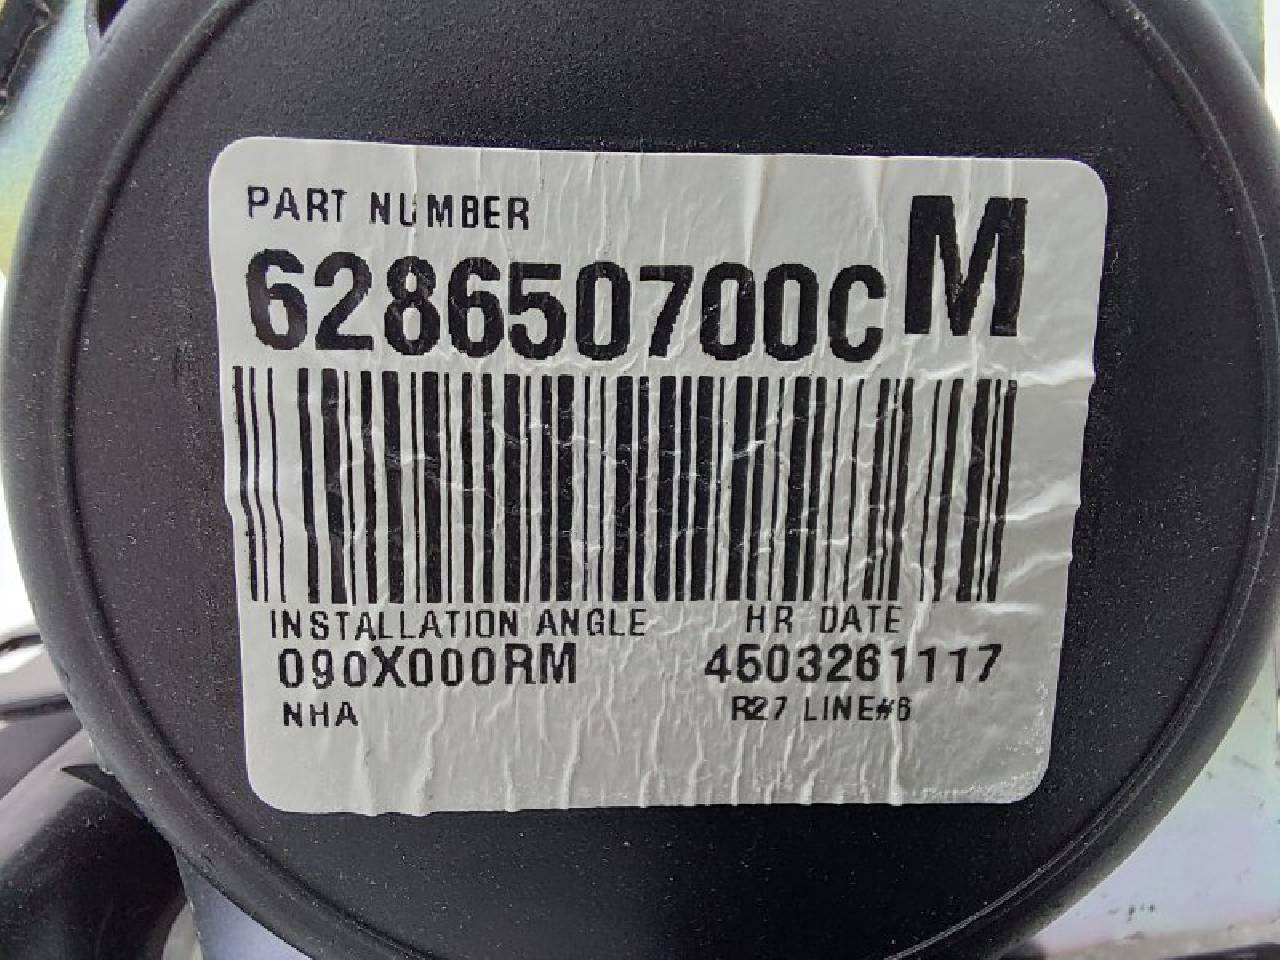 PART NUMBER
628650700C M
INSTALLATION ANGLE HR DATE
090X000RM 4503261117
NHA R27 LINE#6